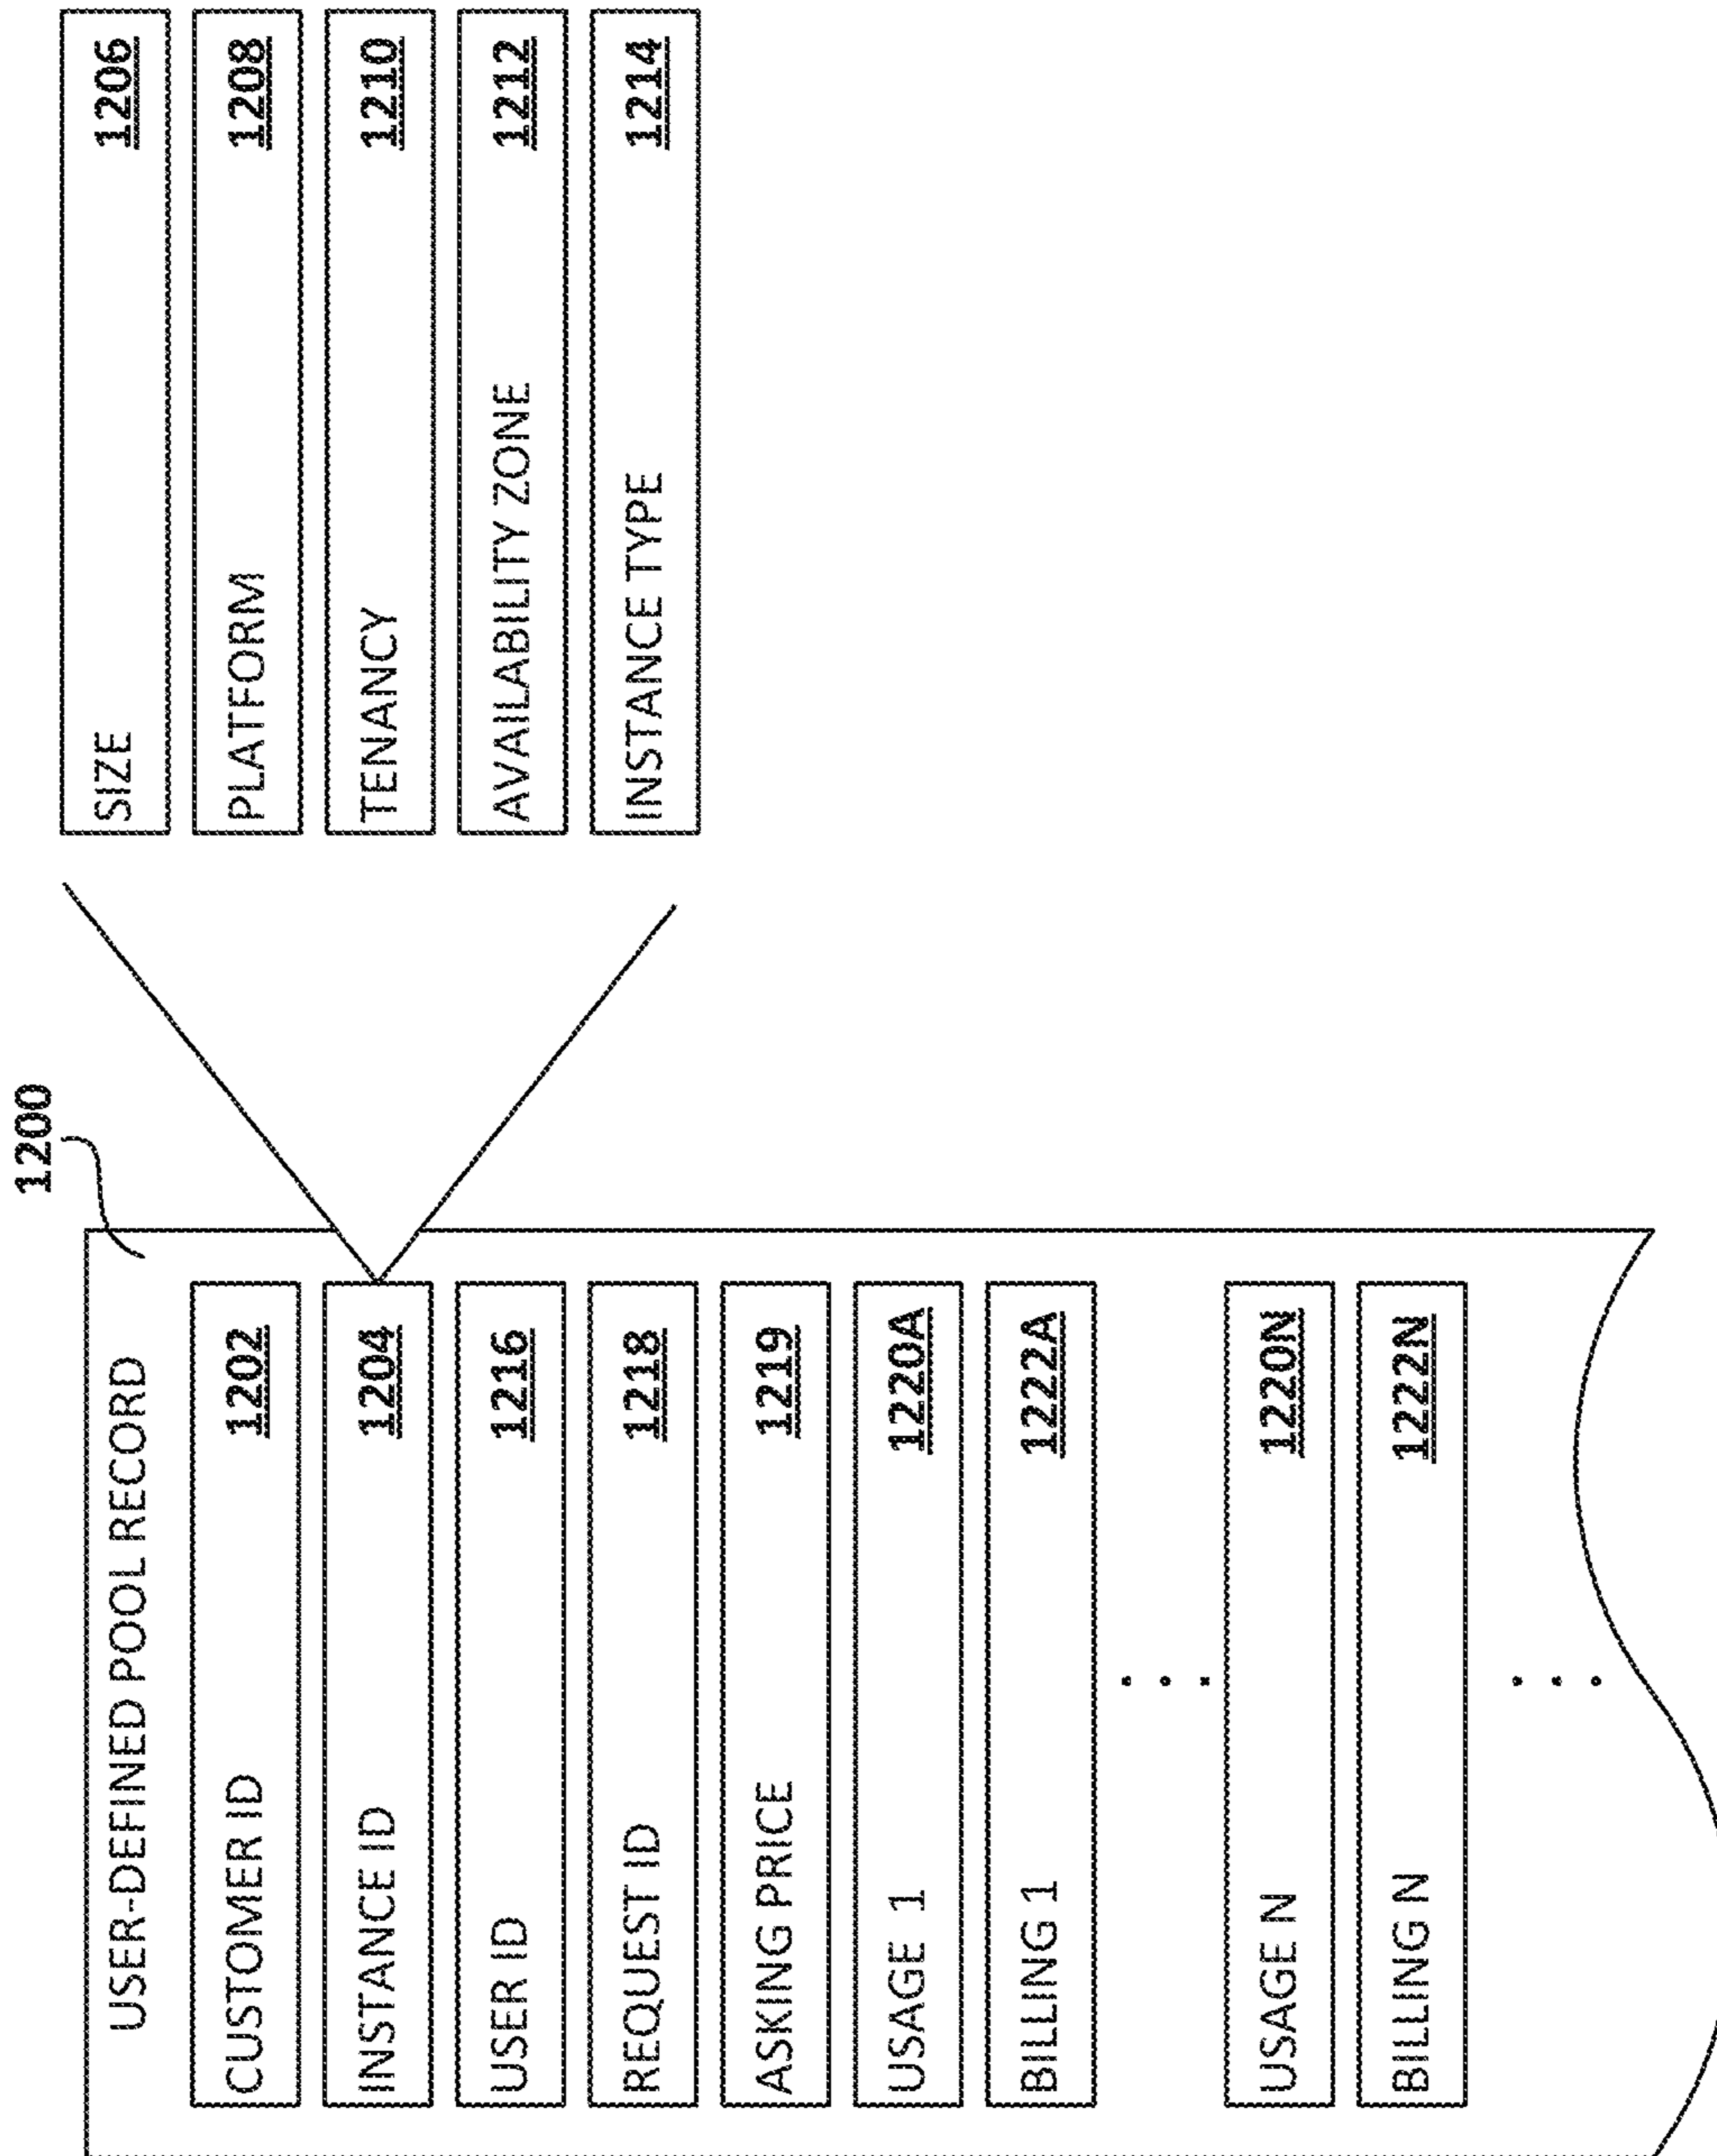 1200
USER-DEFINED POOL RECORD
CUSTOMER ID 1202
INSTANCE ID 1204
USER ID 1216
REQUEST ID 1218
ASKING PRICE 1219
USAGE 1 1220A
BILLING 1 1222A
. . .
USAGE N 1220N
BILLING N 1222N
. . .
SIZE 1206
PLATFORM 1208
TENANCY 1210
AVAILABILITY ZONE 1212
INSTANCE TYPE 1214